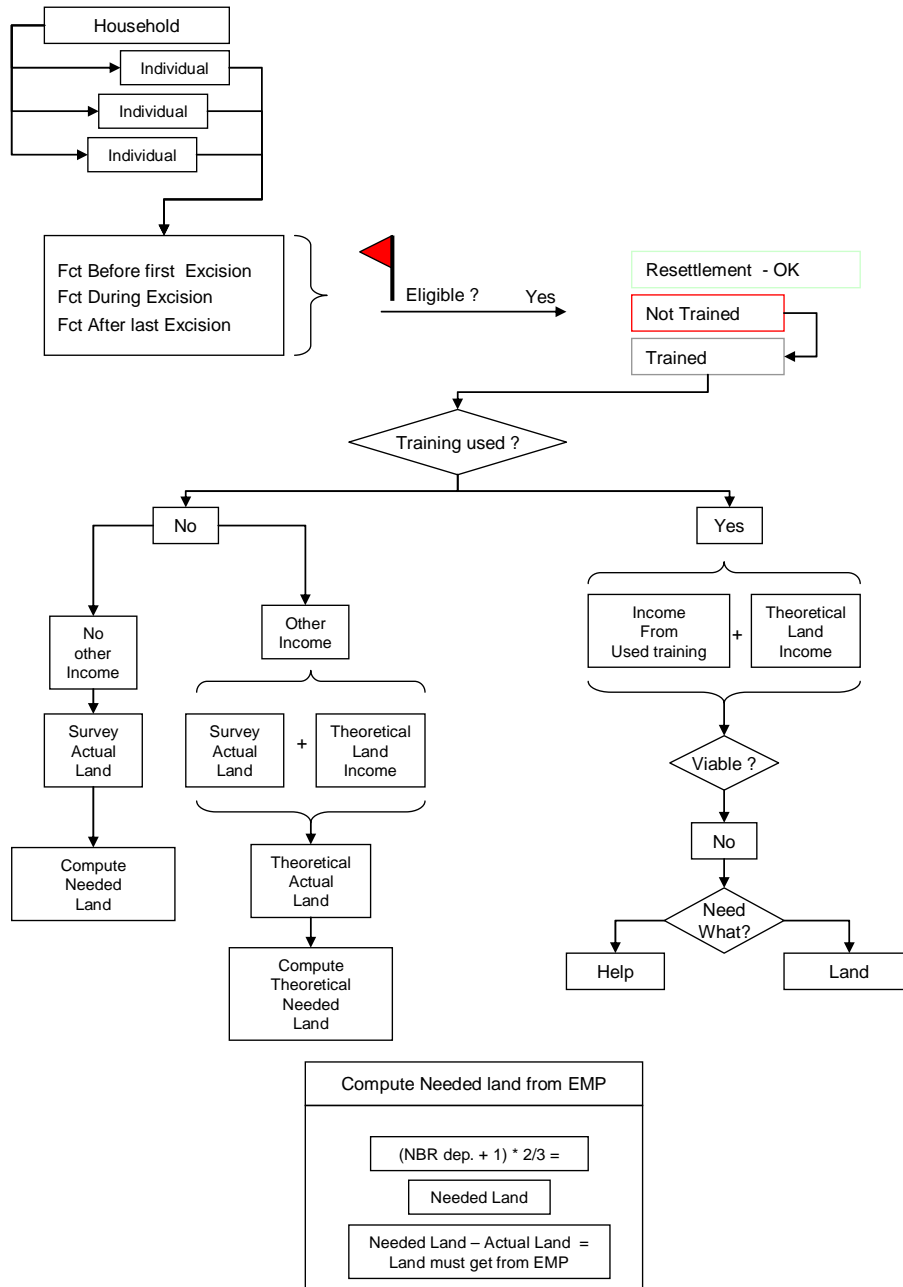 Household
Individual
Individual
Individual
Fct Before first Excision
Fct During Excision
Fct After last Excision
Eligible ?
Yes
Resettlement - OK
Not Trained
Trained
Training used ?
No
Yes
No
other
Income
Other
Income
Income
From
Used training
+
Theoretical
Land
Income
Survey
Actual
Land
Survey
Actual
Land
+
Theoretical
Land
Income
Viable ?
No
Compute
Needed
Land
Theoretical
Actual
Land
Need
What?
Help
Land
Compute
Theoretical
Needed
Land
Compute Needed land from EMP
(NBR dep. + 1) * 2/3 =
Needed Land
Needed Land – Actual Land =
Land must get from EMP